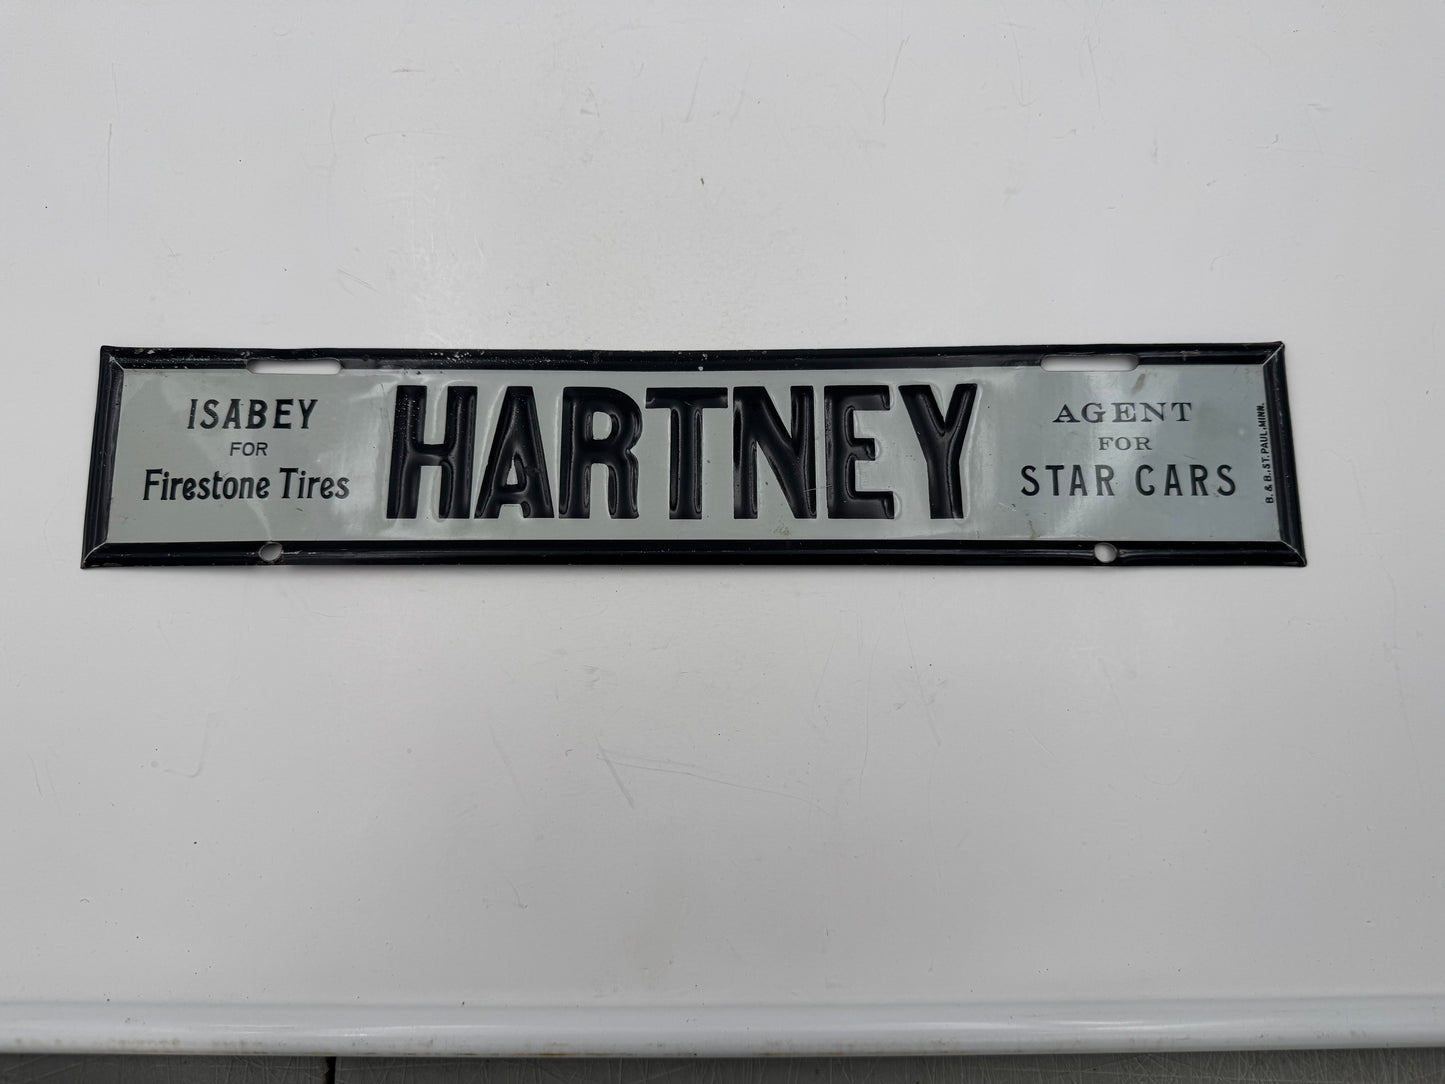 ISABEY
FOR
Firestone Tires
HARTNEY
AGENT
FOR
STAR CARS
B. & B., ST. PAUL, MINN.